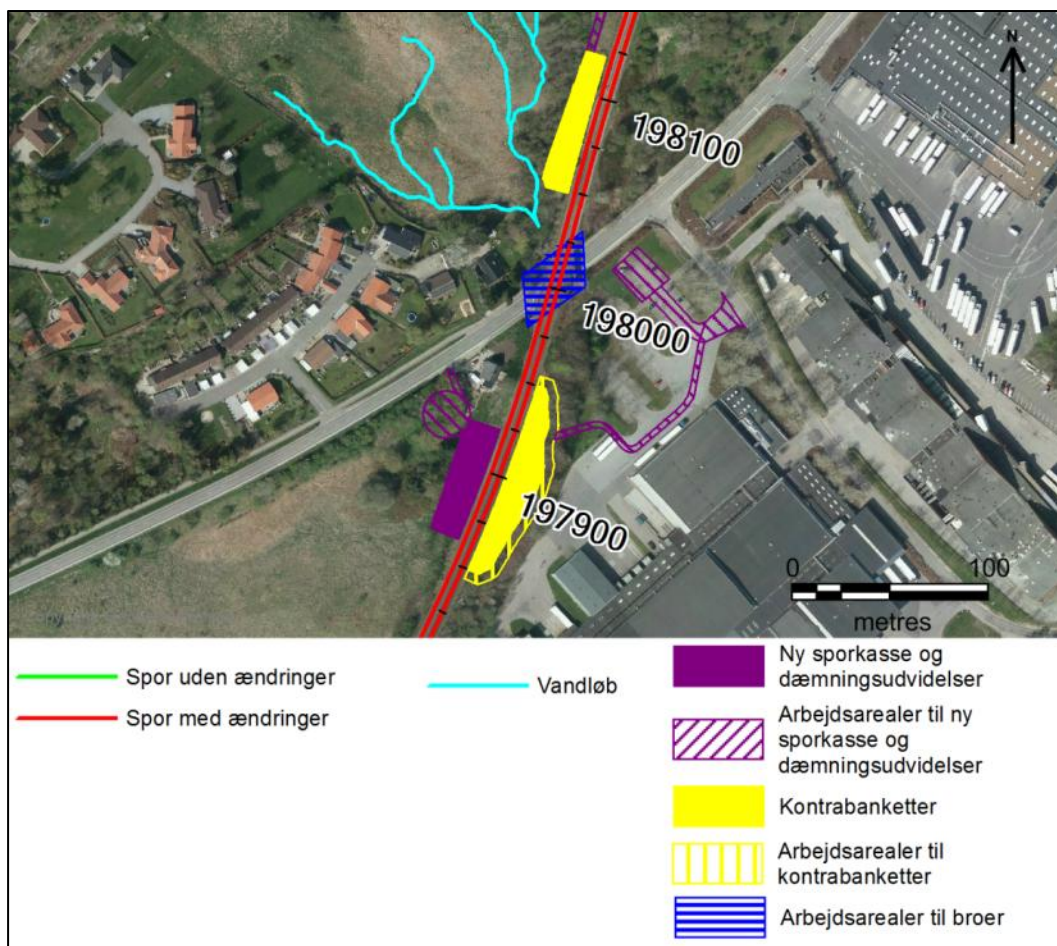 N
198100
198000
197900
0 100
metres
Spor uden ændringer
Spor med ændringer
Vandløb
Ny sporkasse og
dæmningsudvidelser
Arbejdsarealer til ny
sporkasse og
dæmningsudvidelser
Kontrabanketter
Arbejdsarealer til
kontrabanketter
Arbejdsarealer til broer